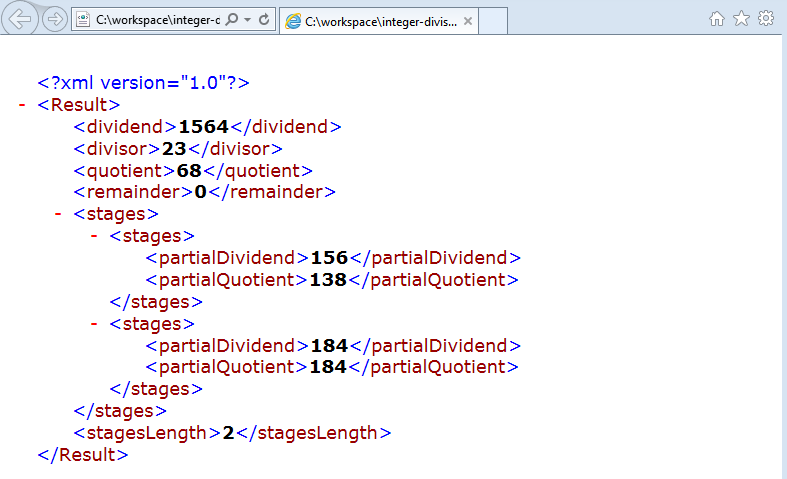 C:\workspace\integer-d
C:\workspace\integer-divis...
<?xml version="1.0"?>
- <Result>
<dividend>1564</dividend>
<divisor>23</divisor>
<quotient>68</quotient>
<remainder>0</remainder>
- <stages>
- <stages>
<partialDividend>156</partialDividend>
<partialQuotient>138</partialQuotient>
</stages>
- <stages>
<partialDividend>184</partialDividend>
<partialQuotient>184</partialQuotient>
</stages>
</stages>
<stagesLength>2</stagesLength>
</Result>